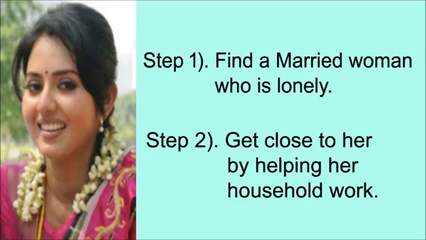 Step 1). Find a Married woman
who is lonely.
Step 2). Get close to her
by helping her
household work.